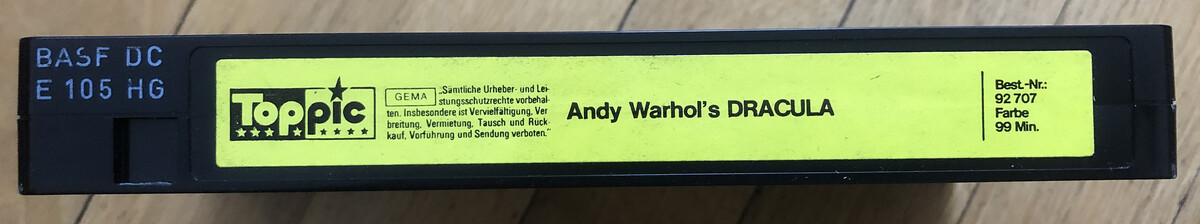 BASF DC
E 105 HG
Toppic
GEMA
„Sämtliche Urheber- und Lei-
stungsschutzrechte vorbehal-
ten. Insbesondere ist Vervielfältigung, Ver
breitung, Vermietung, Tausch und Rück-
kauf, Vorführung und Sendung verboten.“
Andy Warhol's DRACULA
Best.-Nr.:
92 707
Farbe
99 Min.